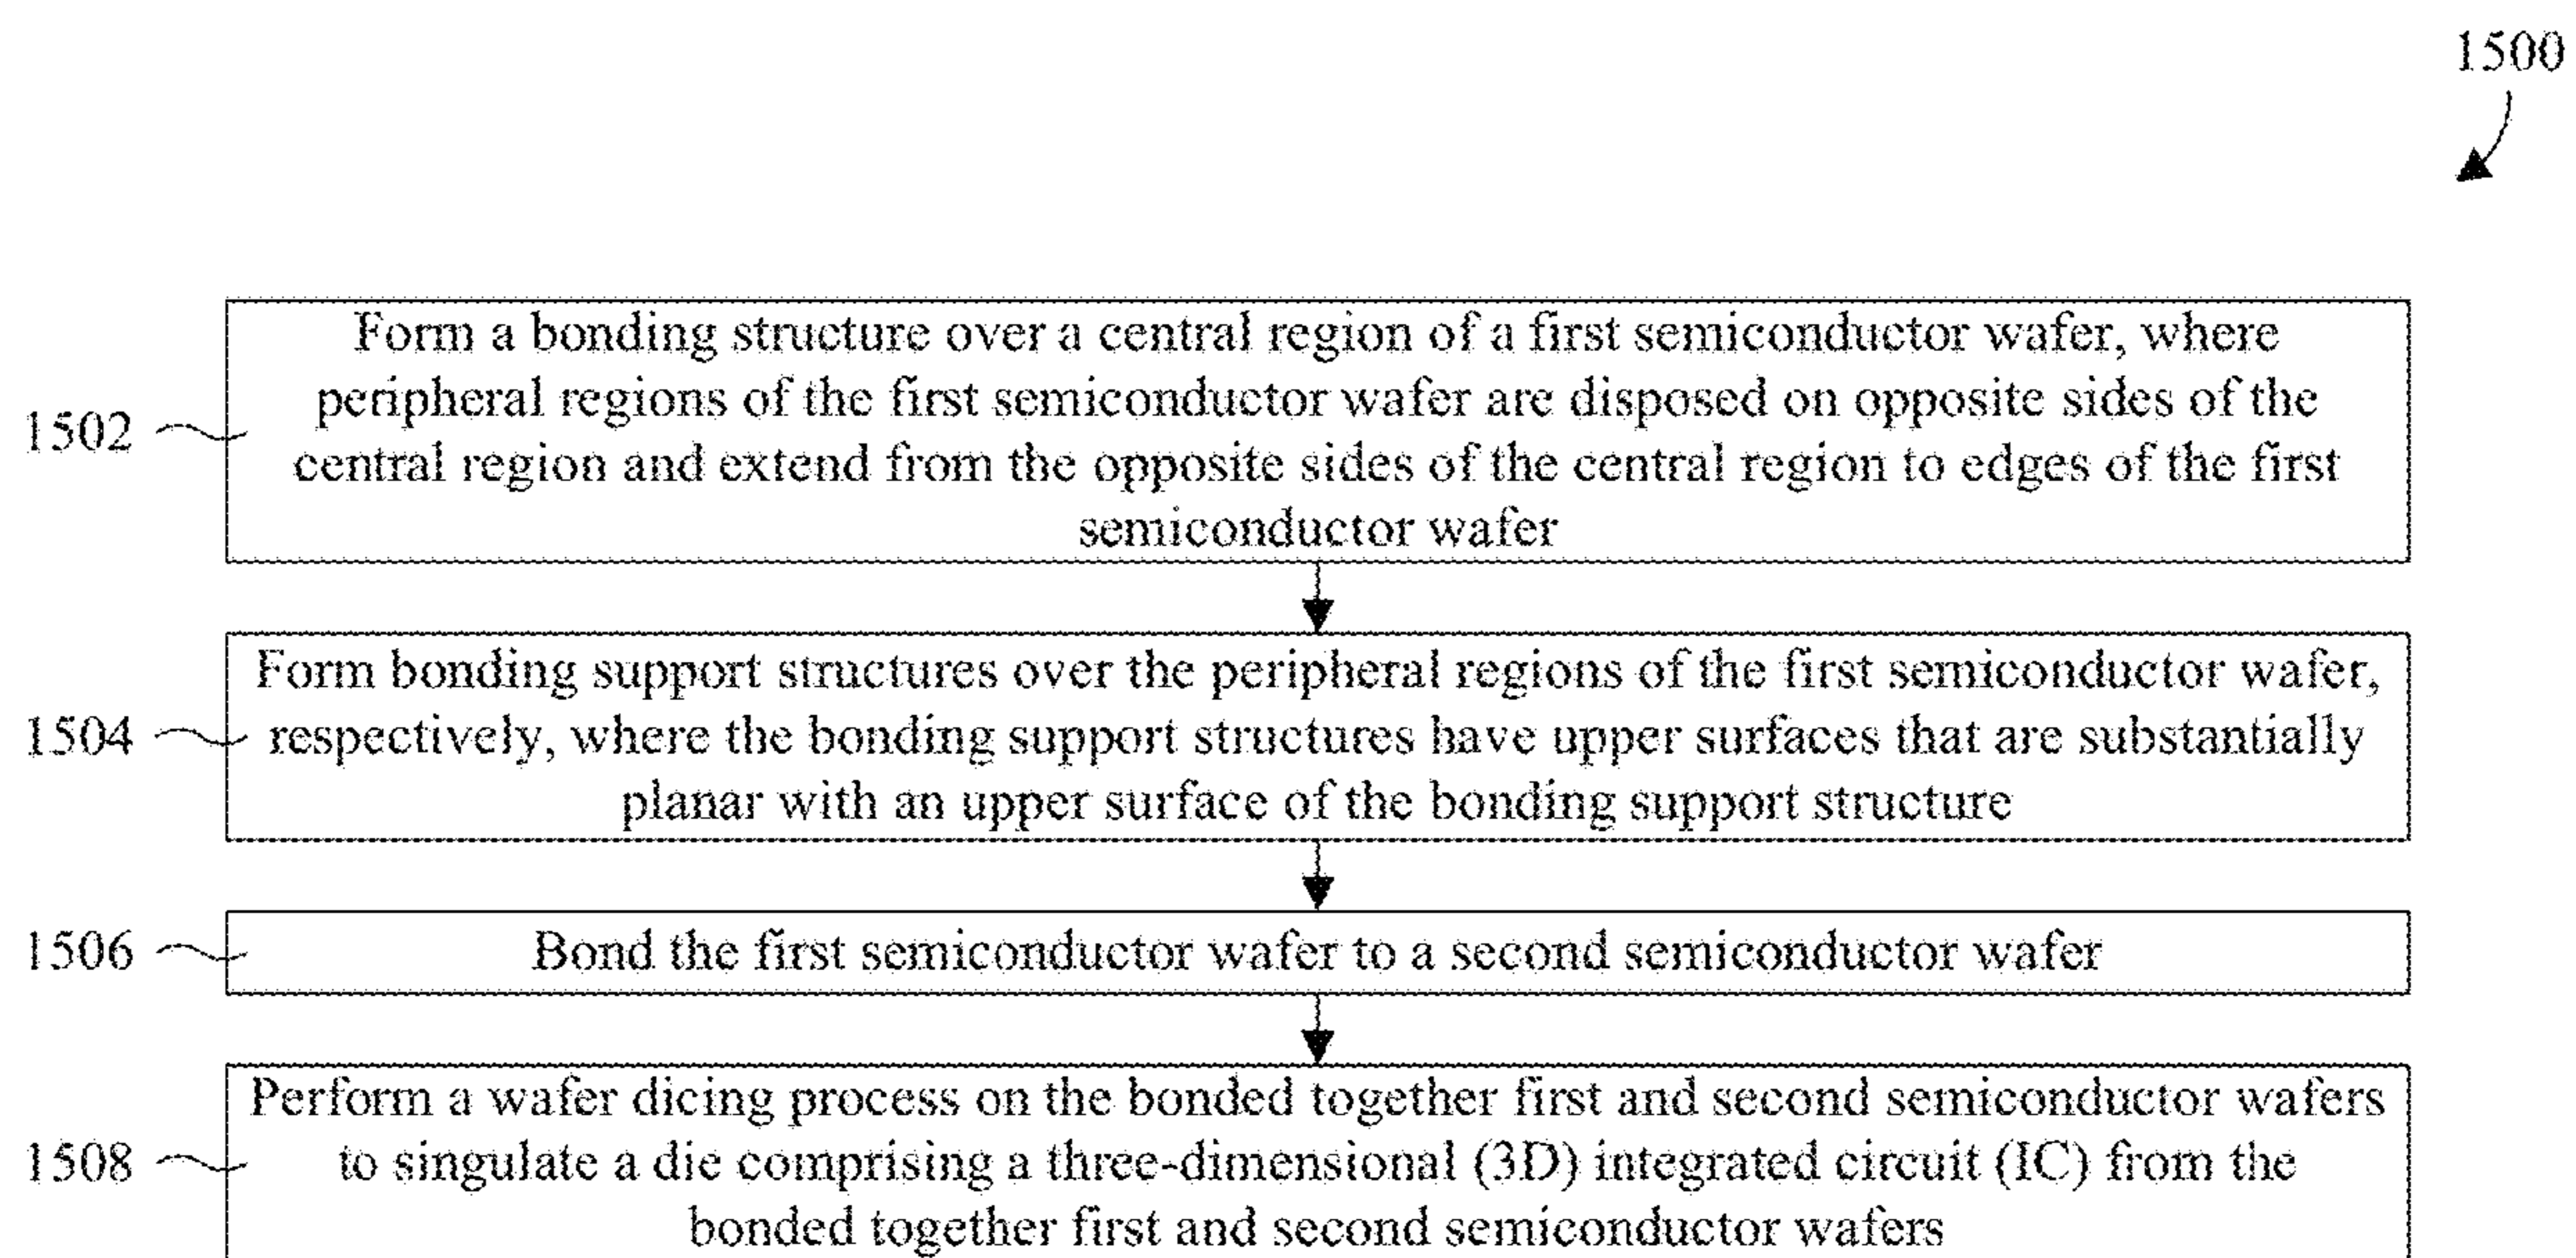 1500
Form a bonding structure over a central region of a first semiconductor wafer, where
peripheral regions of the first semiconductor wafer are disposed on opposite sides of the
1502
central region and extend from the opposite sides of the central region to edges of the first
semiconductor wafer
Form bonding support structures over the peripheral regions of the first semiconductor wafer,
1504
respectively, where the bonding support structures have upper surfaces that are substantially
planar with an upper surface of the bonding support structure
1506
Bond the first semiconductor wafer to a second semiconductor wafer
Perform a wafer dicing process on the bonded together first and second semiconductor wafers
1508
to singulate a die comprising a three-dimensional (3D) integrated circuit (IC) from the
bonded together first and second semiconductor wafers